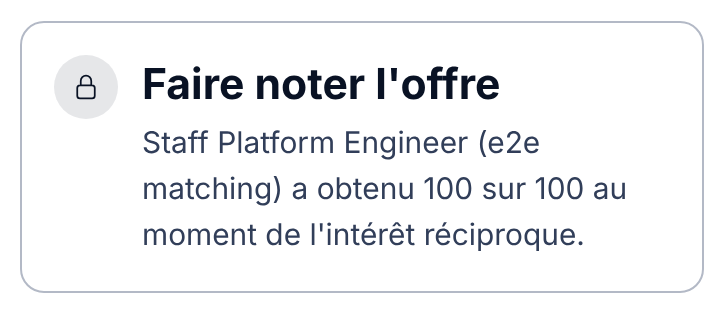 Faire noter l'offre
Staff Platform Engineer (e2e
matching) a obtenu 100 sur 100 au
moment de l'intérêt réciproque.